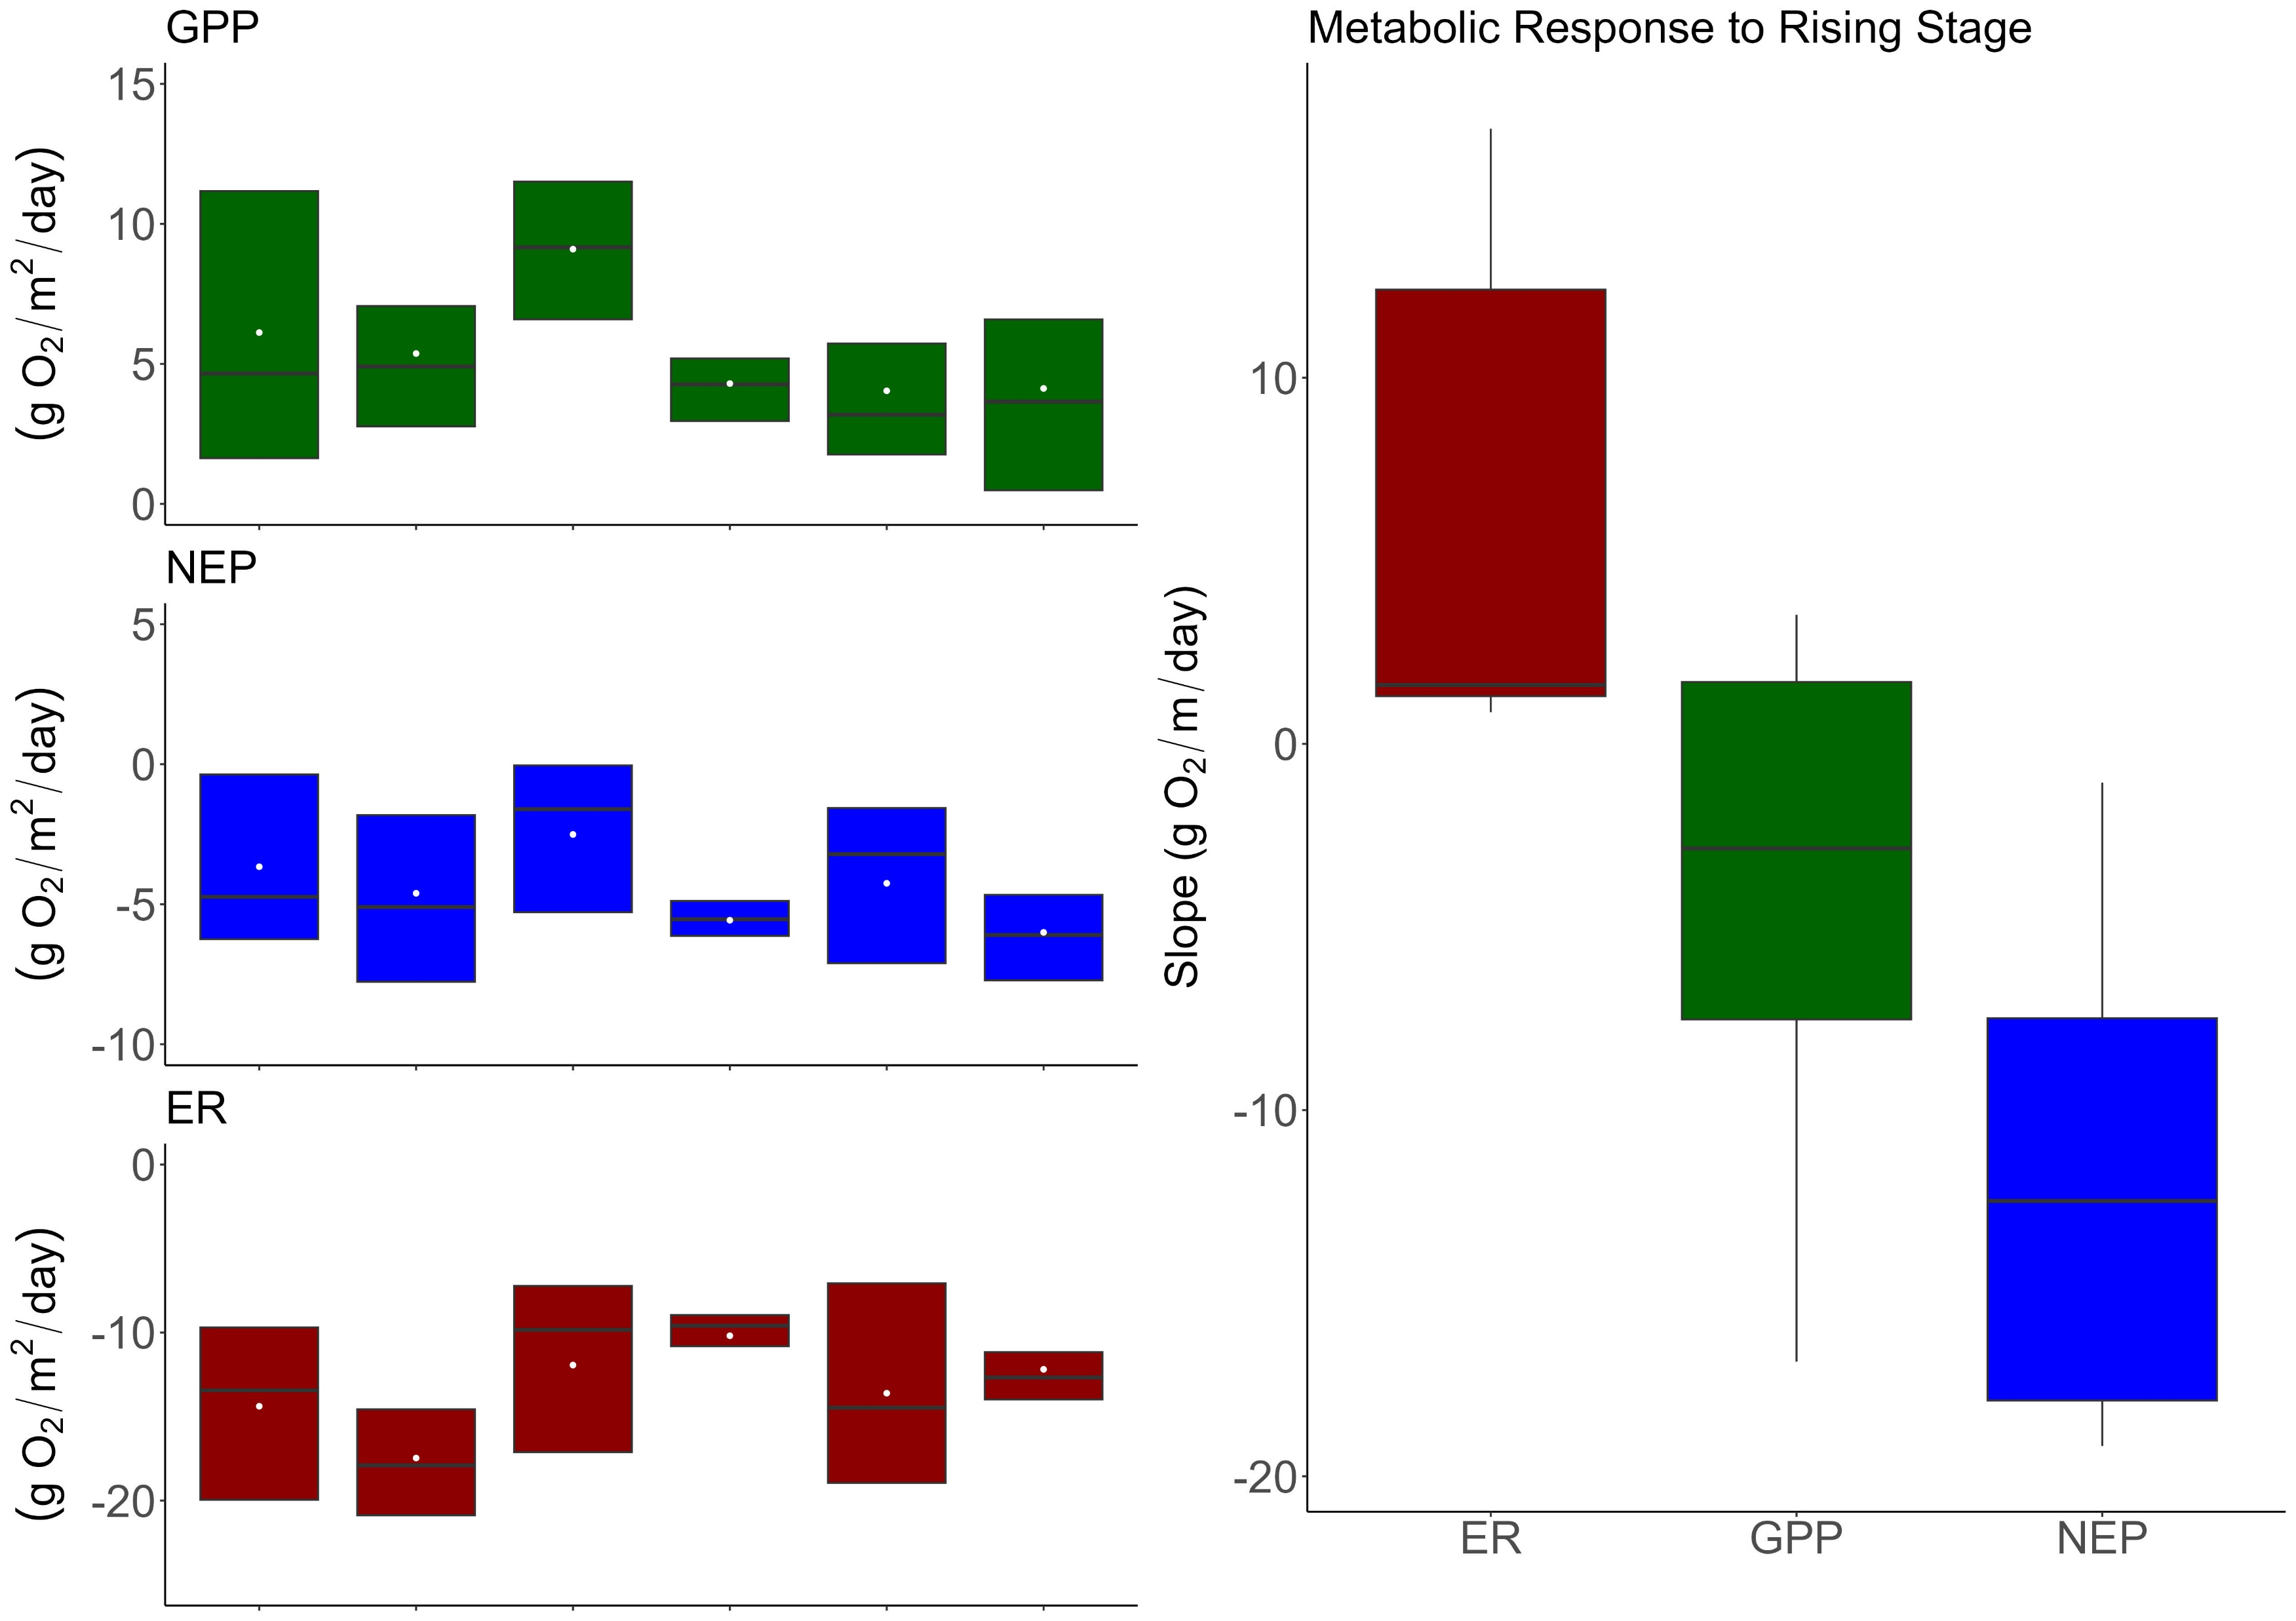 GPP
(g O2/m2/day)
15
10
5
0
NEP
(g O2/m2/day)
5
0
-5
-10
ER
(g O2/m2/day)
0
-10
-20
Metabolic Response to Rising Stage
Slope (g O2/m/day)
10
0
-10
-20
ER GPP NEP